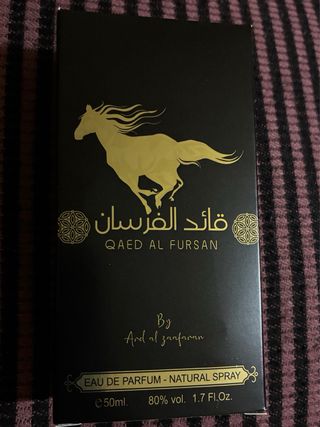 قائد الفرسان
QAED AL FURSAN
By
Ard al zaafaran
EAU DE PARFUM - NATURAL SPRAY
℮50ml. 80% vol. 1.7 Fl.Oz.